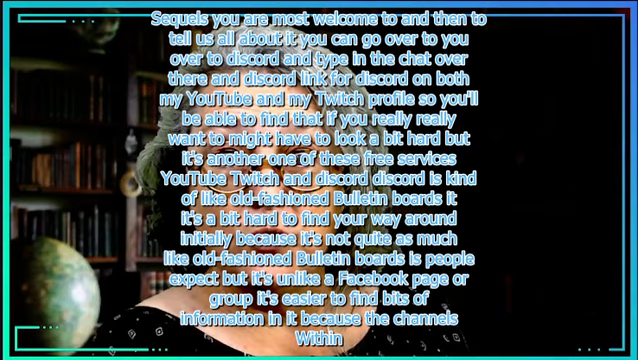 Sequels you are most welcome to and then to
tell us all about it you can go over to you
over to discord and type in the chat over
there and discord link for discord on both
my YouTube and my Twitch profile so you'll
be able to find that if you really really
want to might have to look a bit hard but
it's another one of these free services
YouTube Twitch and discord discord is kind
of like old-fashioned Bulletin boards it
it's a bit hard to find your way around
initially because it's not quite as much
like old-fashioned Bulletin boards is people
expect but it's unlike a Facebook page or
group it's easier to find bits of
information in it because the channels
Within